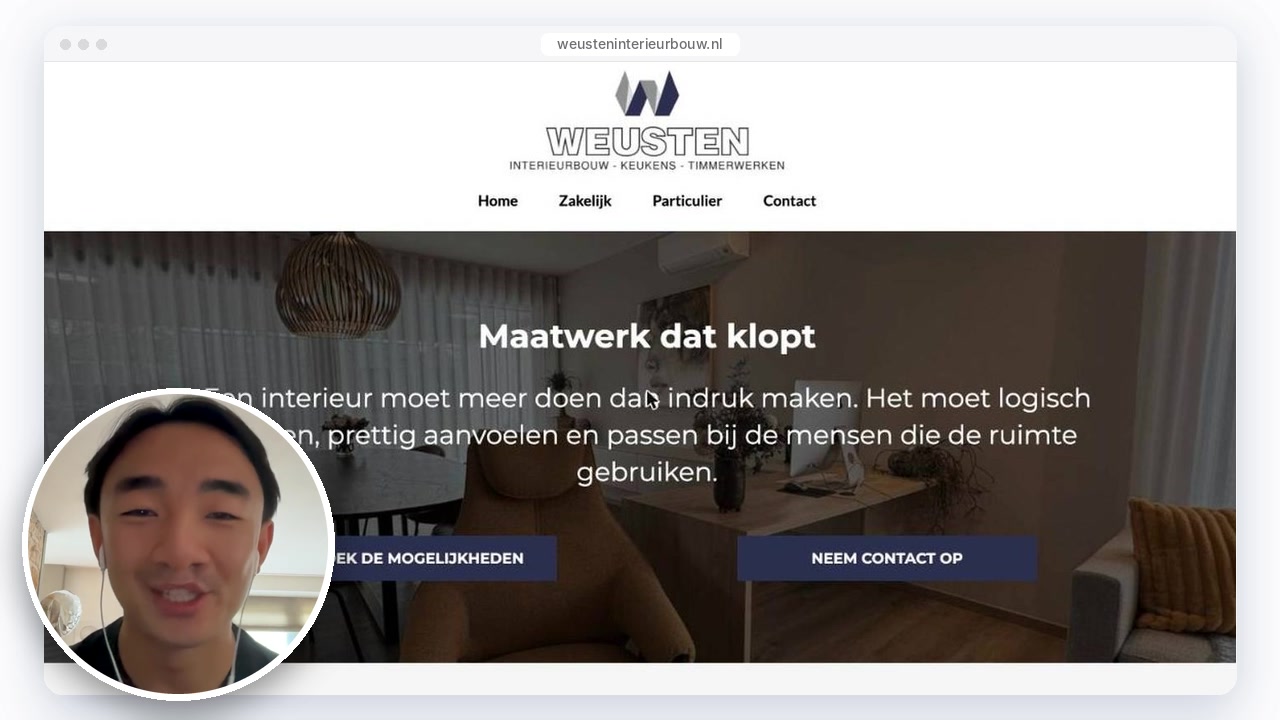 weusteninterieurbouw.nl
WEUSTEN
INTERIEURBOUW - KEUKENS - TIMMERWERKEN
Home Zakelijk Particulier Contact
Maatwerk dat klopt
interieur moet meer doen dan indruk maken. Het moet logisch
prettig aanvoelen en passen bij de mensen die de ruimte
gebruiken.
DE MOGELIJKHEDEN
NEEM CONTACT OP